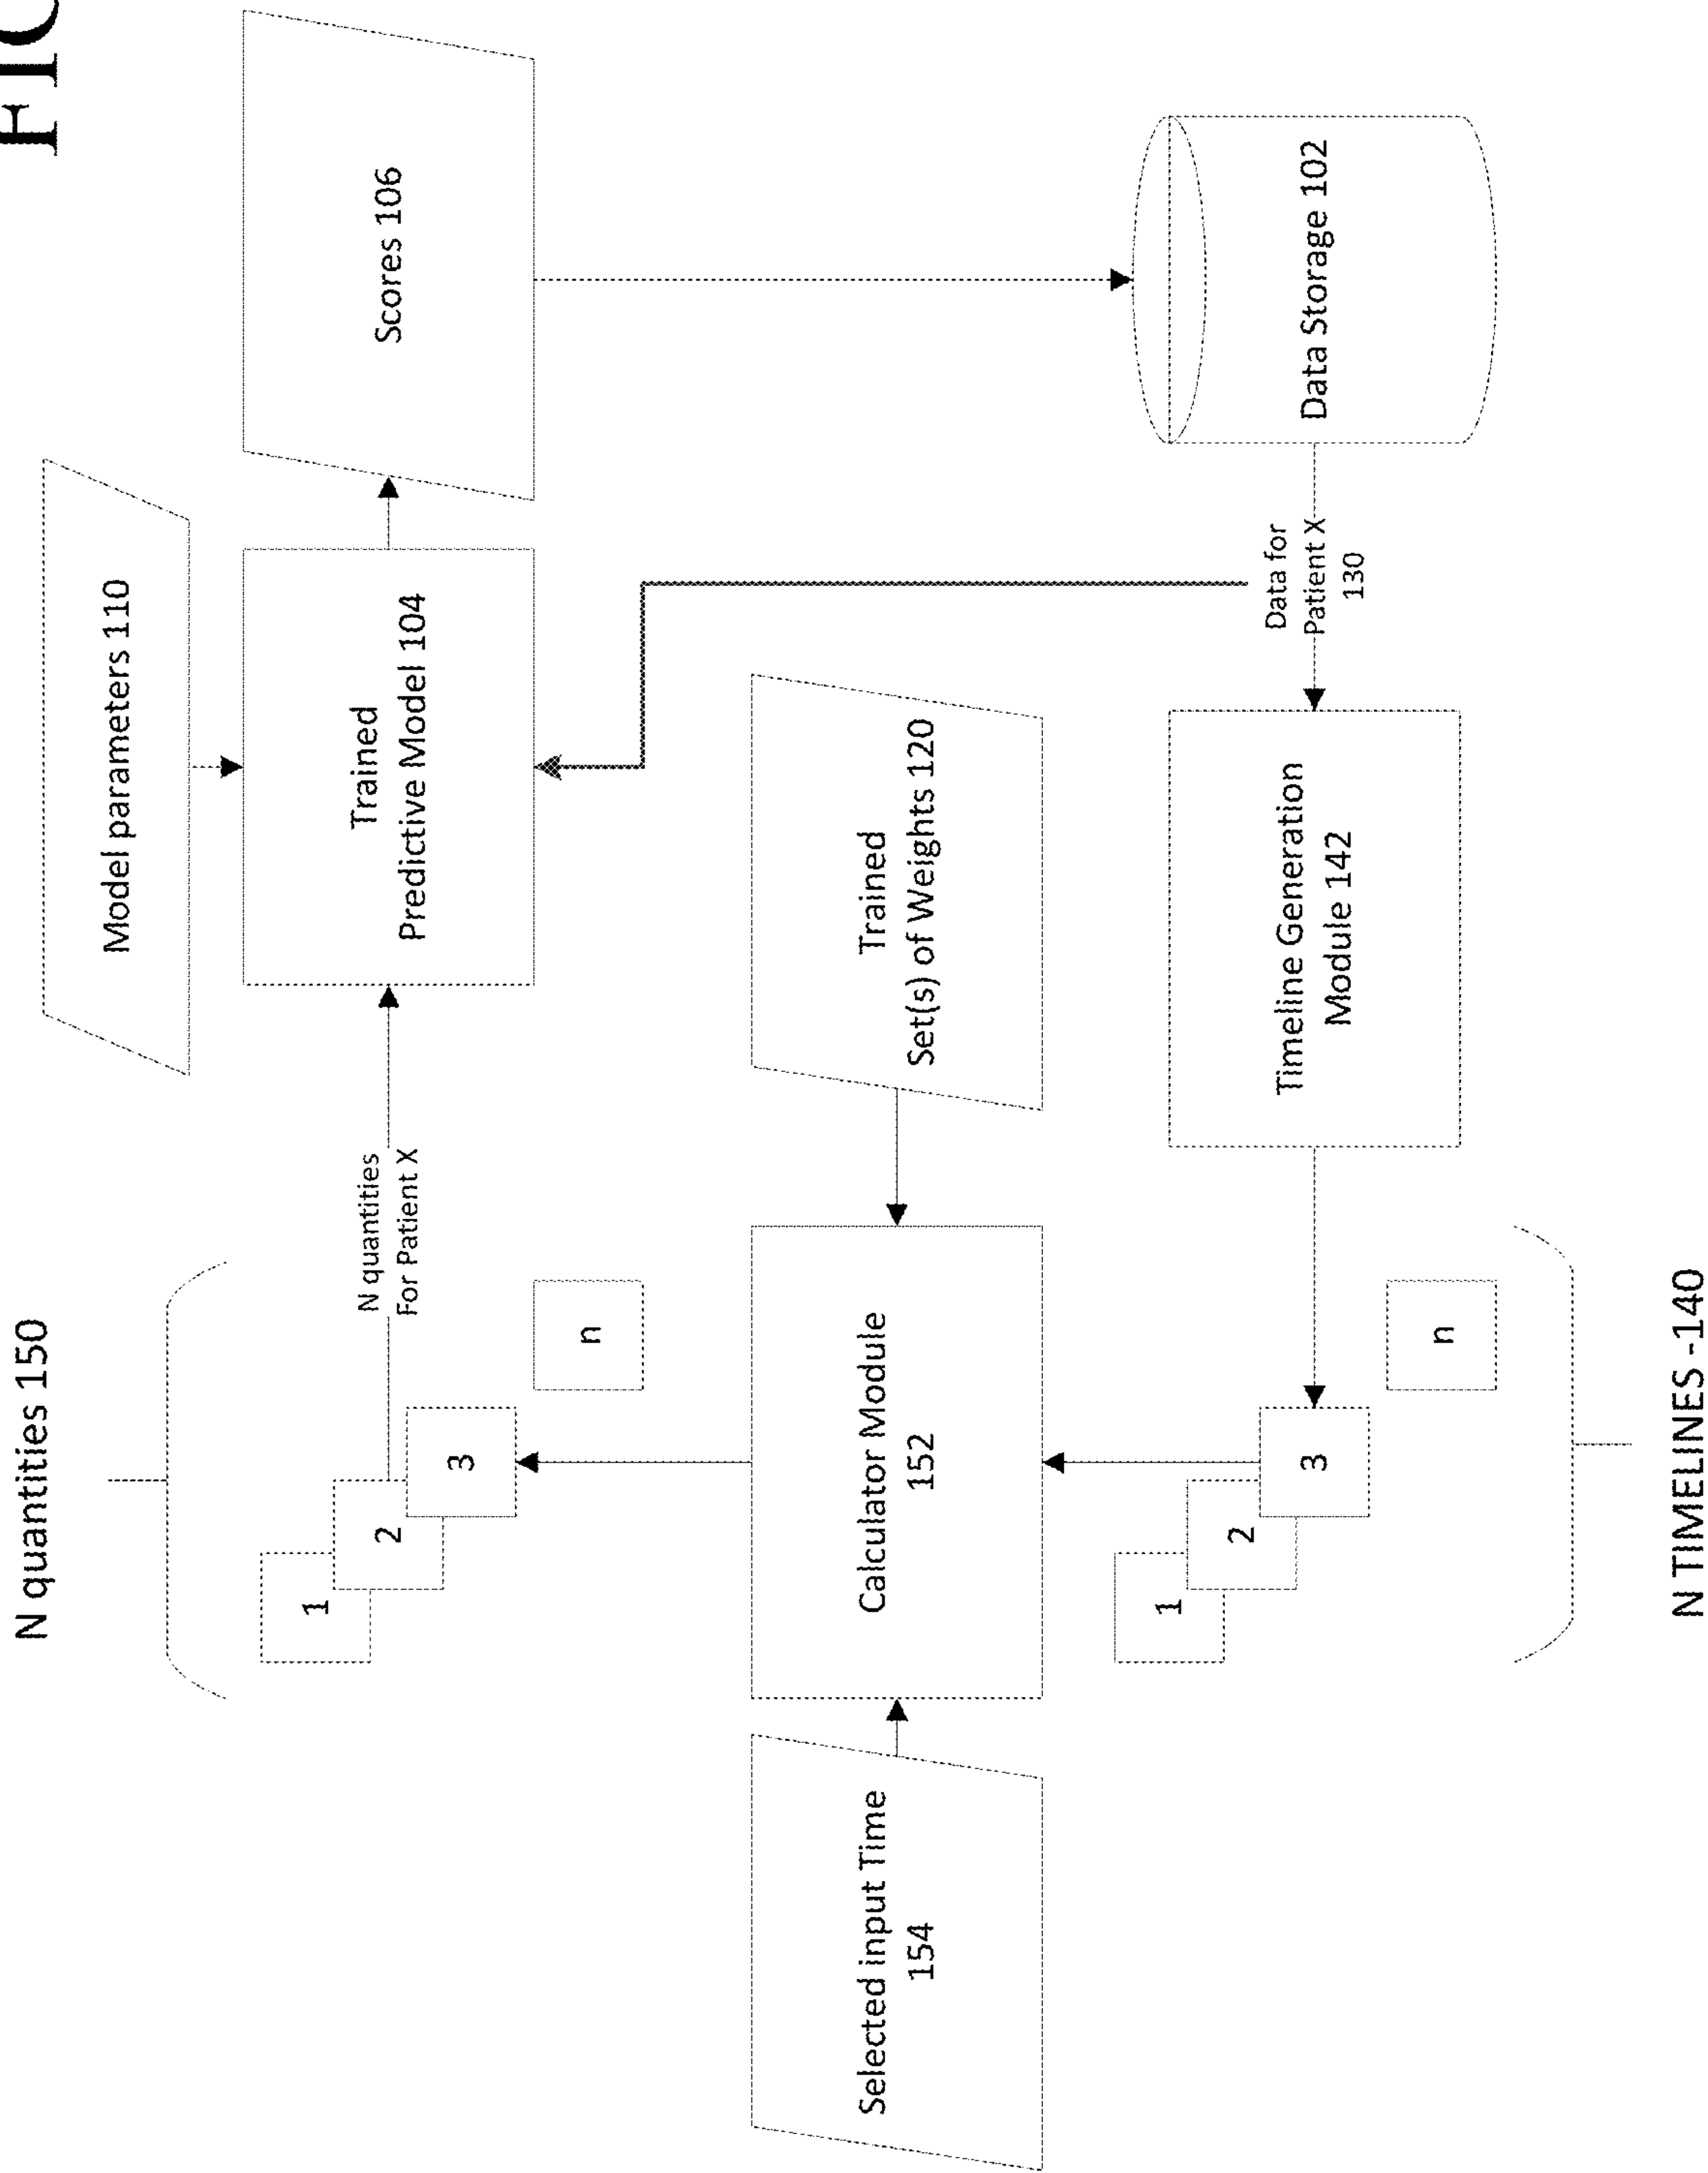 FIG
N quantities 150
1
2
3
n
N quantities
For Patient X
Model parameters 110
Trained
Predictive Model 104
Scores 106
Selected input Time
154
Calculator Module
152
Trained
Set(s) of Weights 120
1
2
3
n
N TIMELINES -140
Timeline Generation
Module 142
Data for
Patient X
130
Data Storage 102